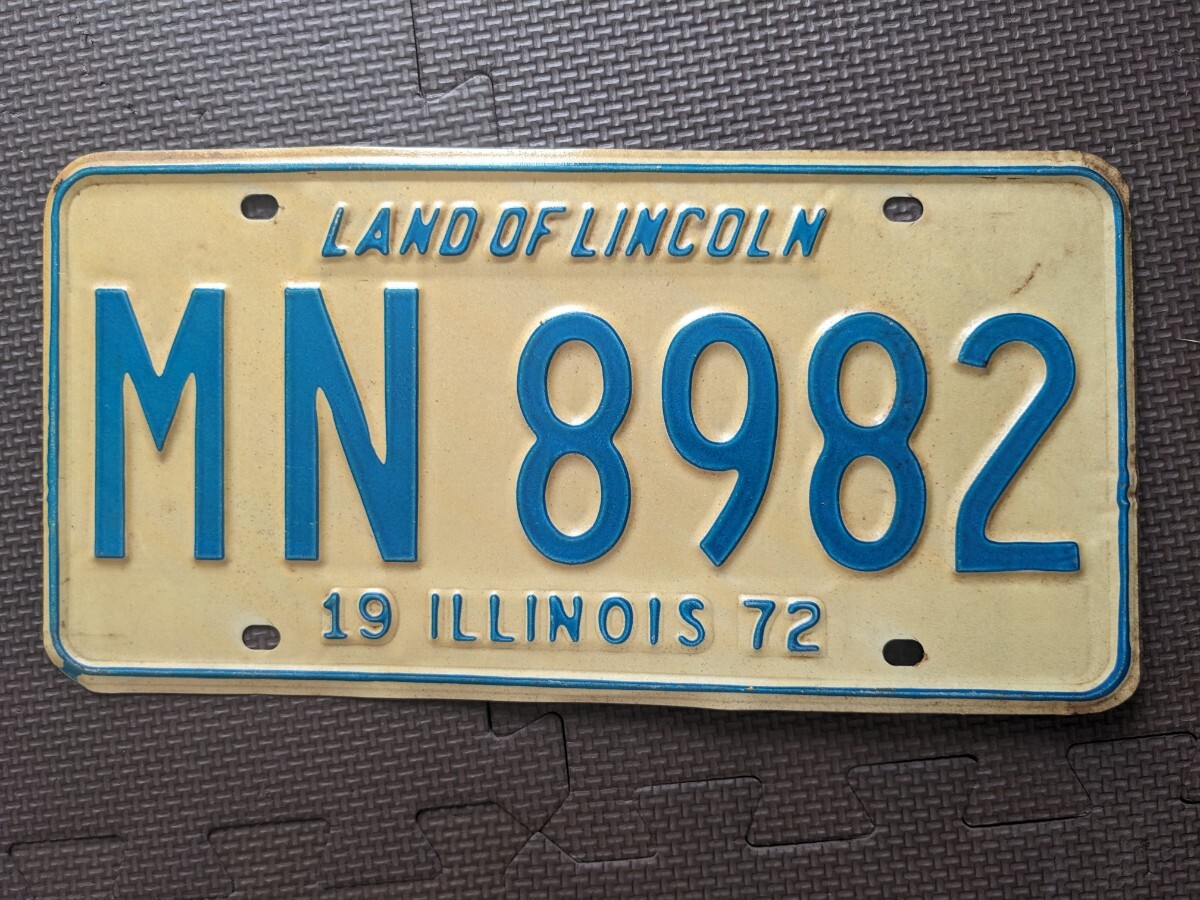 LAND OF LINCOLN
MN 8982
19 ILLINOIS 72